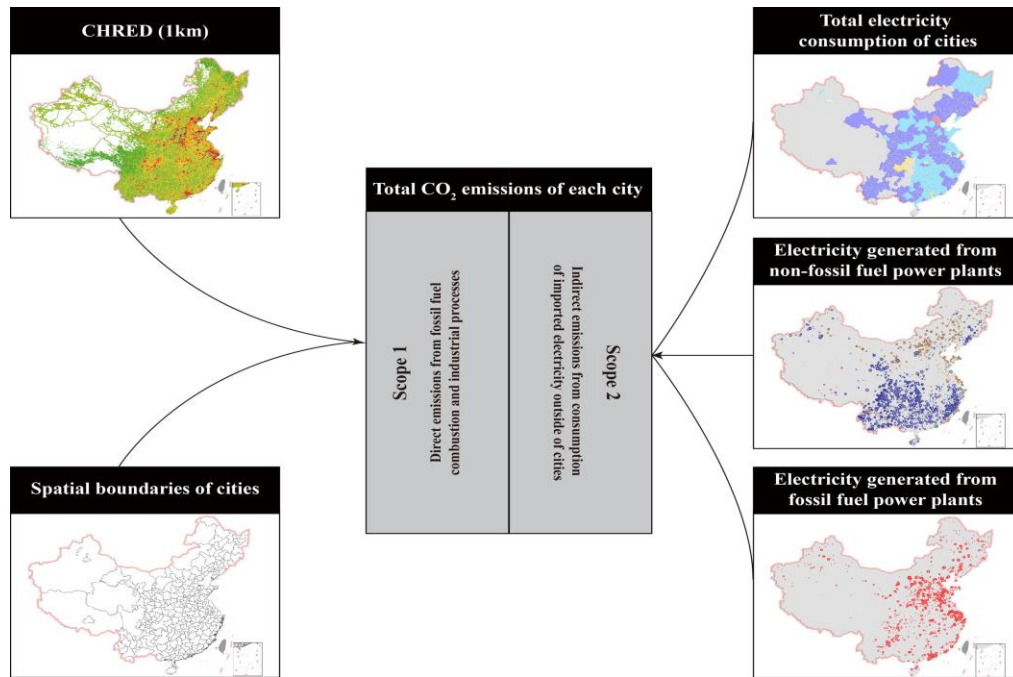 CHRED (1km)
Spatial boundaries of cities
Total CO₂ emissions of each city
Scope 1
Direct emissions from fossil fuel
combustion and industrial processes
Indirect emissions from consumption
of imported electricity outside of cities
Scope 2
Total electricity
consumption of cities
Electricity generated from
non-fossil fuel power plants
Electricity generated from
fossil fuel power plants